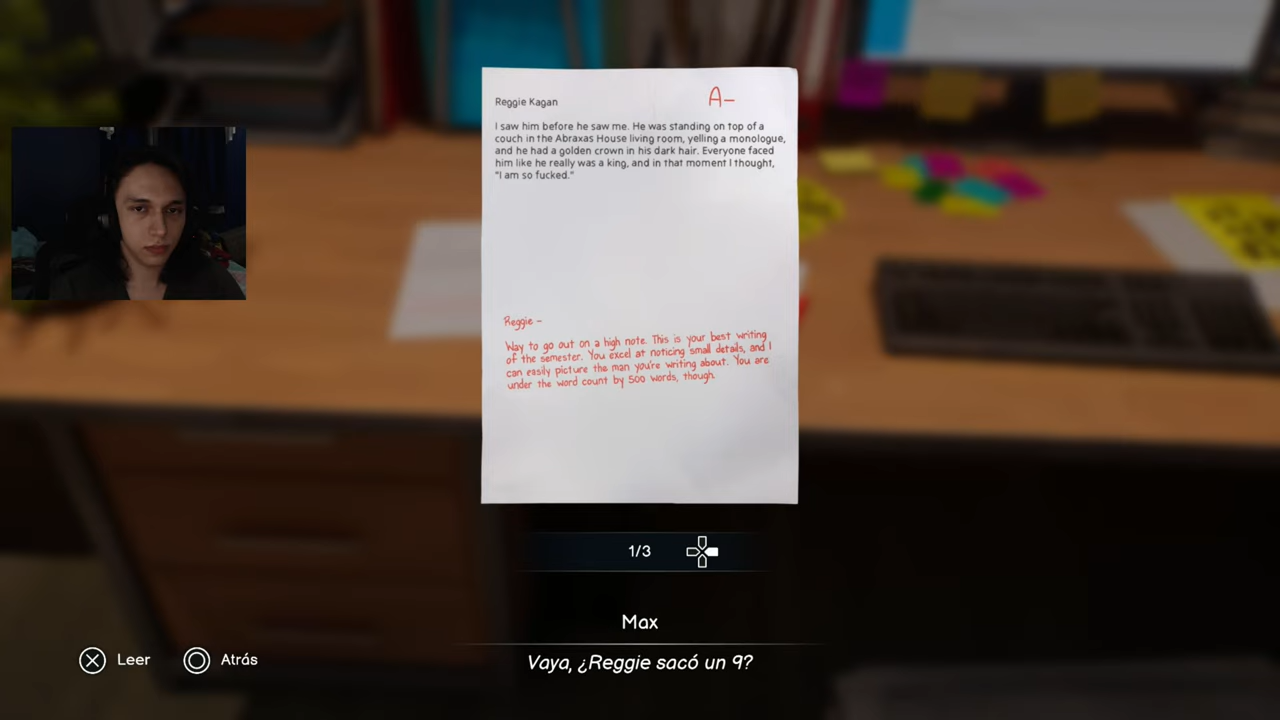 Reggie Kagan
A-
I saw him before he saw me. He was standing on top of a
couch in the Abraxas House living room, yelling a monologue,
and he had a golden crown in his dark hair. Everyone faced
him like he really was a king, and in that moment I thought,
"I am so fucked."
Reggie -
Way to go out on a high note. This is your best writing
of the semester. You excel at noticing small details, and I
can easily picture the man you're writing about. You are
under the word count by 500 words, though.
1/3
Max
Leer
Atrás
Vaya, ¿Reggie sacó un 9?